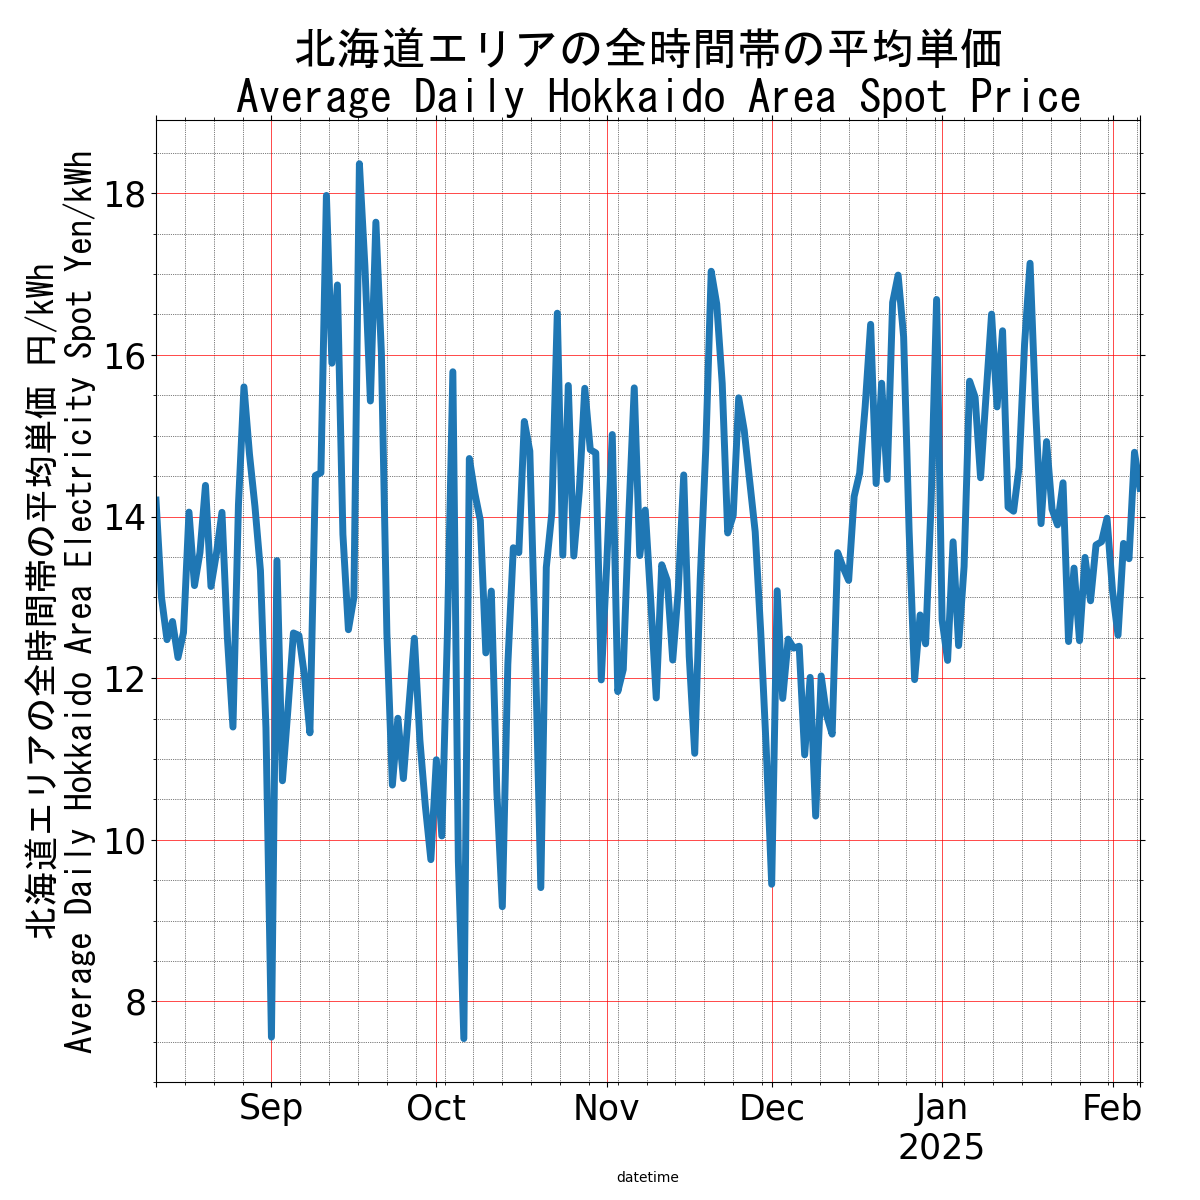 北海道エリアの全時間帯の平均単価
Average Daily Hokkaido Area Spot Price
北海道エリアの全時間帯の平均単価 円/kWh
Average Daily Hokkaido Area Electricity Spot Yen/kWh
18
16
14
12
10
8
Sep Oct Nov Dec Jan Feb
2025
datetime